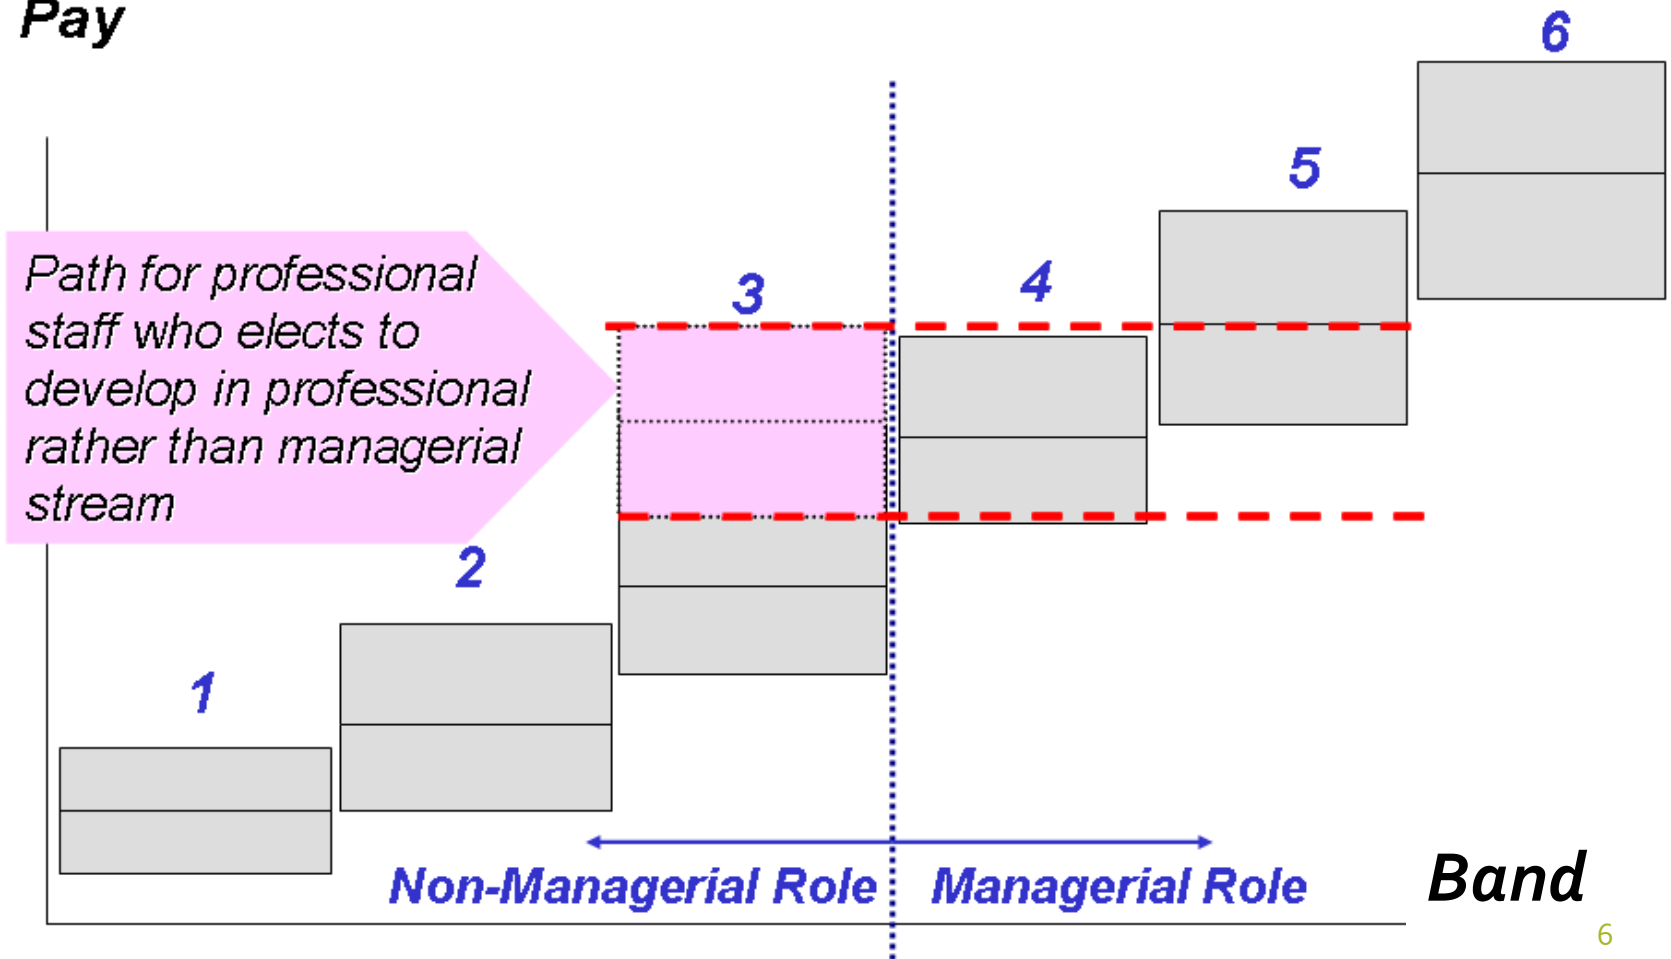 Pay
6
5
4
3
Path for professional
staff who elects to
develop in professional
rather than managerial
stream
2
1
Non-Managerial Role
Managerial Role
Band
6